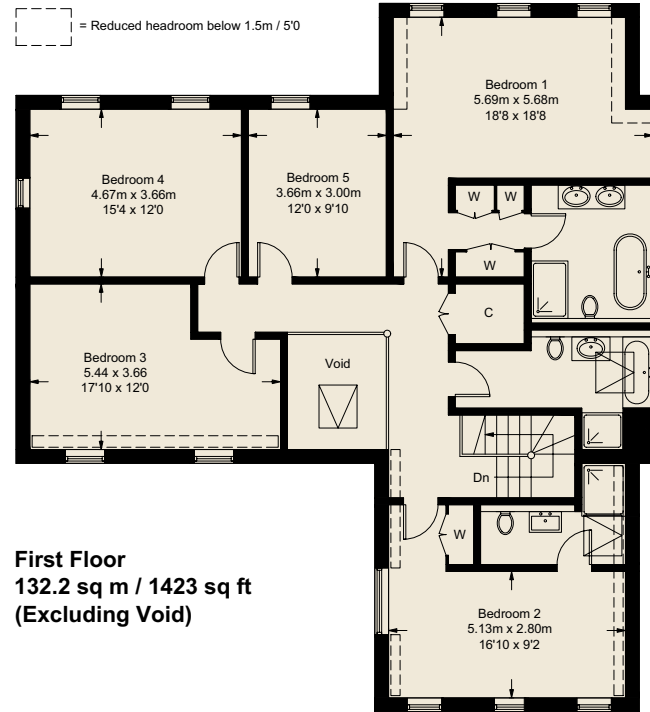 = Reduced headroom below 1.5m / 5'0
Bedroom 1
5.69m x 5.68m
18'8 x 18'8
Bedroom 4
4.67m x 3.66m
15'4 x 12'0
Bedroom 5
3.66m x 3.00m
12'0 x 9'10
W
W
W
C
Bedroom 3
5.44 x 3.66
17'10 x 12'0
Void
Dn
W
First Floor
132.2 sq m / 1423 sq ft
(Excluding Void)
Bedroom 2
5.13m x 2.80m
16'10 x 9'2